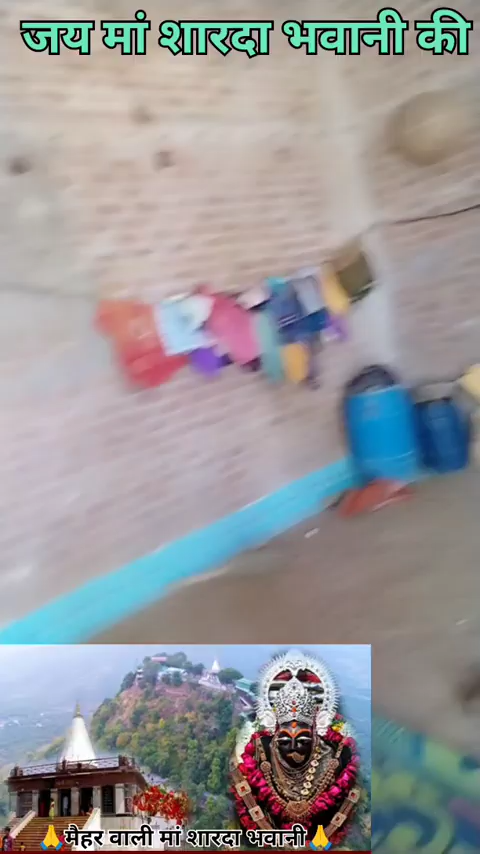 जय मां शारदा भवानी की
🙏मैहर वाली मां शारदा भवानी🙏